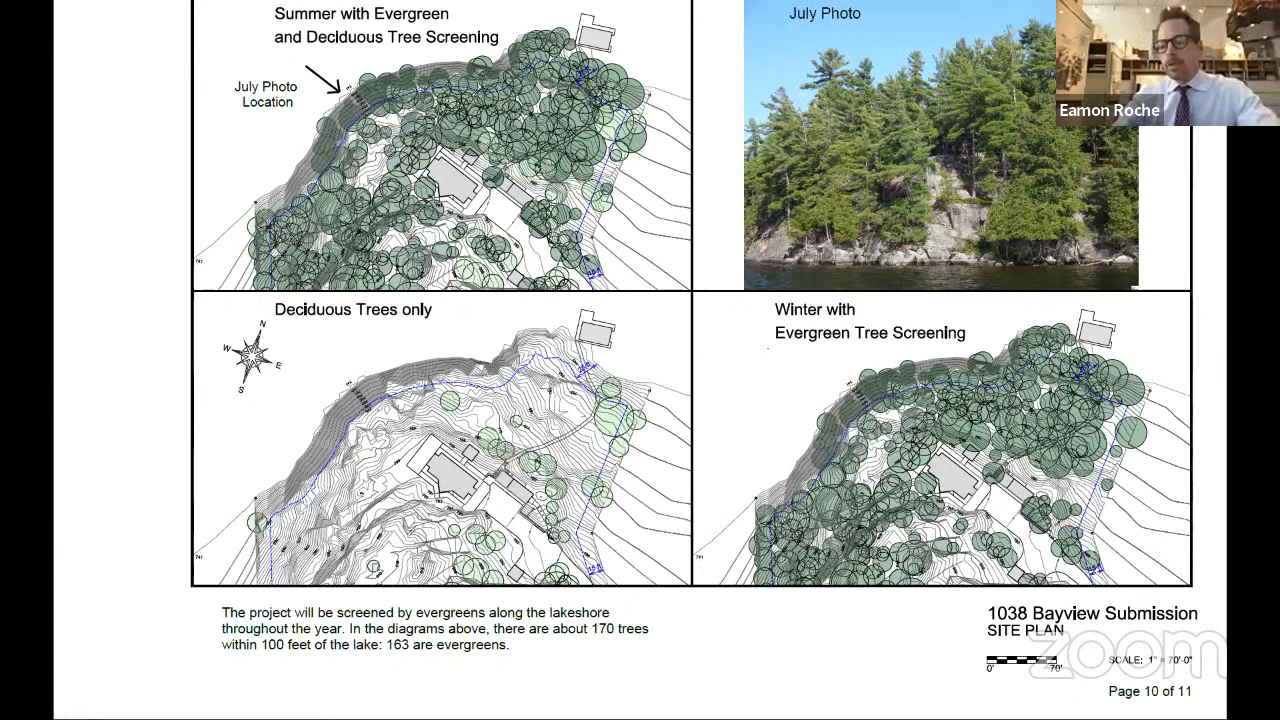 Summer with Evergreen
and Deciduous Tree Screening
July Photo
Location
July Photo
Eamon Roche
Deciduous Trees only
N
W
E
S
Winter with
Evergreen Tree Screening
741
741
741
The project will be screened by evergreens along the lakeshore
throughout the year. In the diagrams above, there are about 170 trees
within 100 feet of the lake: 163 are evergreens.
1038 Bayview Submission
SITE PLAN
zoom
0' 70'
SCALE: 1" = 70'-0"
Page 10 of 11